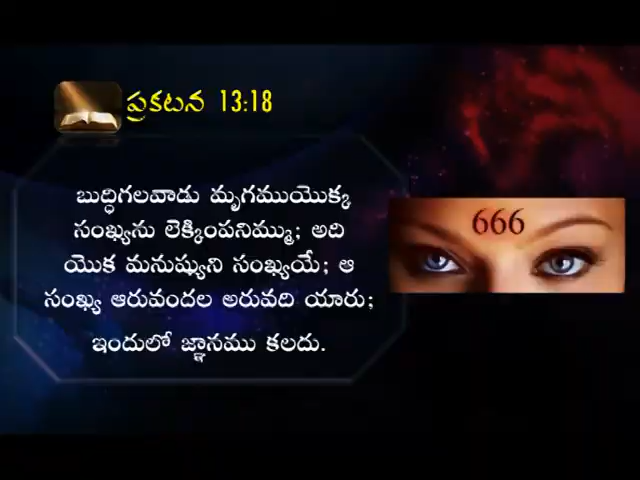 ప్రకటన 13:18
బుద్ధిగలవాడు మృగముయొక్క
సంఖ్యను లెక్కింపనిమ్ము; అది
యొక మనుష్యుని సంఖ్యయే; ఆ
సంఖ్య ఆరువందల అరువది యారు;
ఇందులో జ్ఞానము కలదు.
666